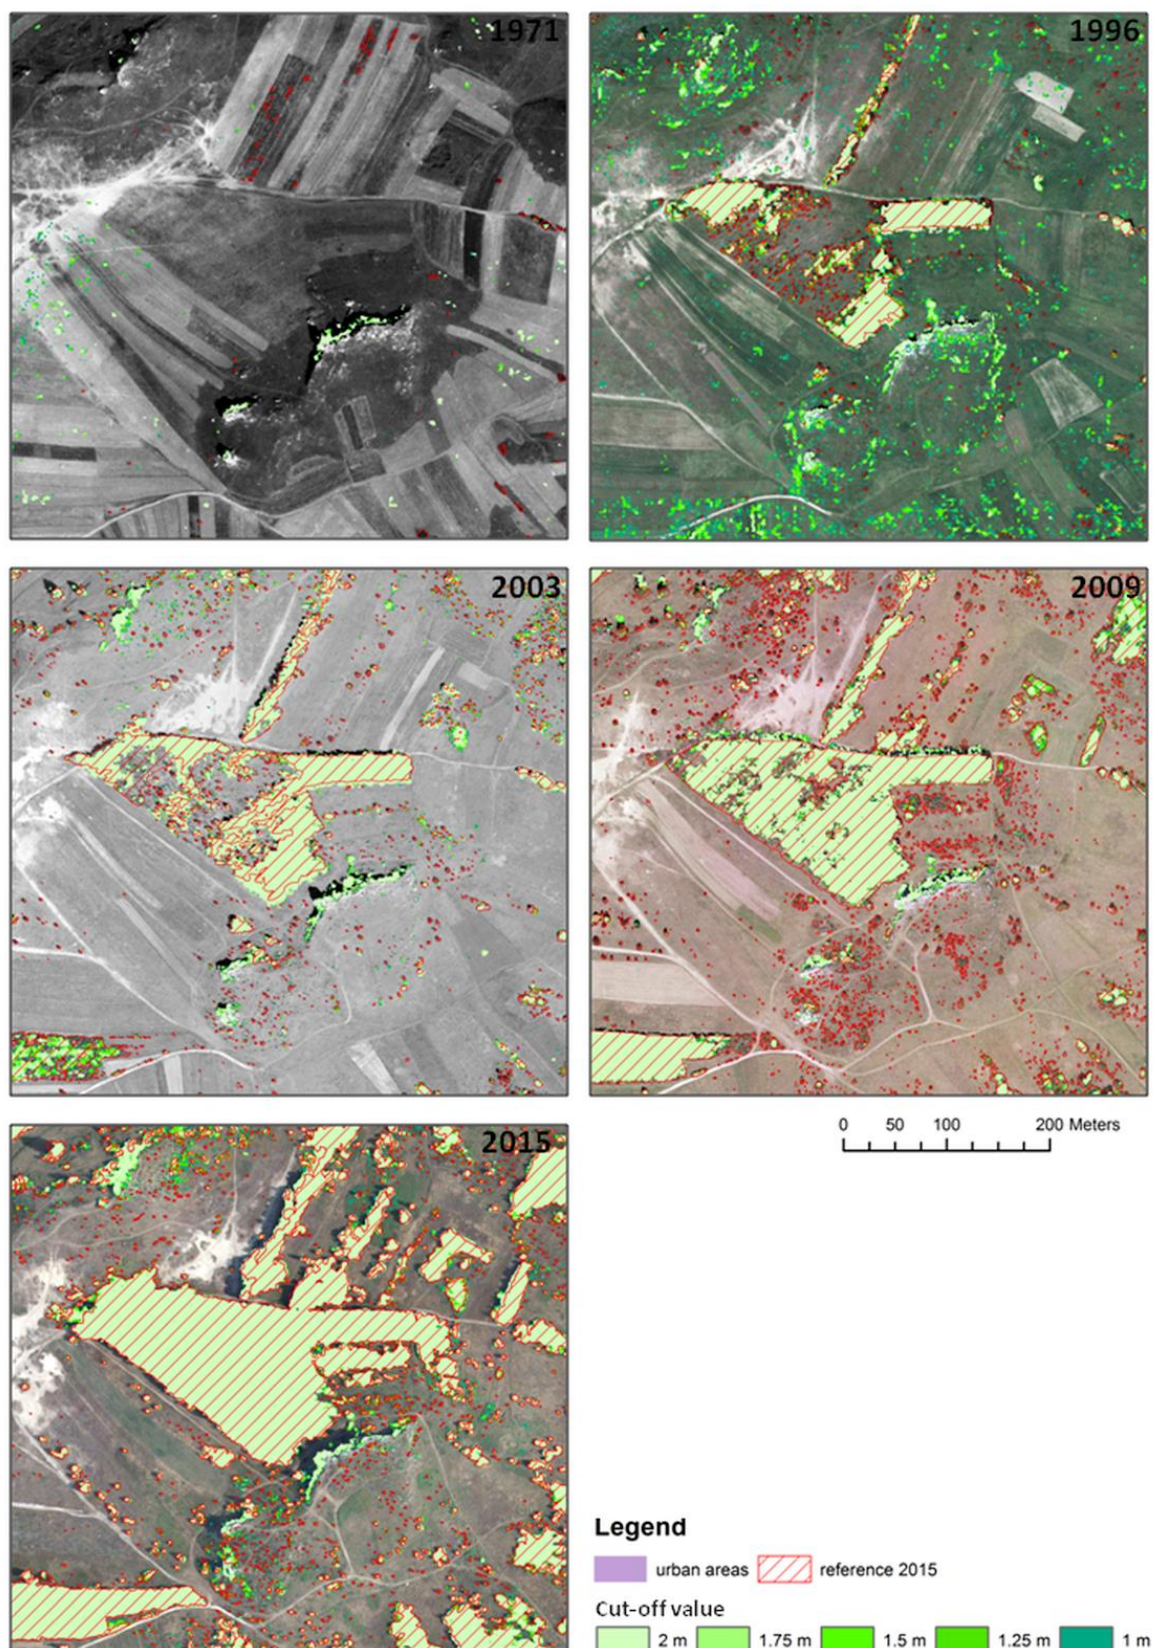 1971
1996
2003
2009
0 50 100 200 Meters
2015
Legend
urban areas
reference 2015
Cut-off value
2 m
1.75 m
1.5 m
1.25 m
1 m